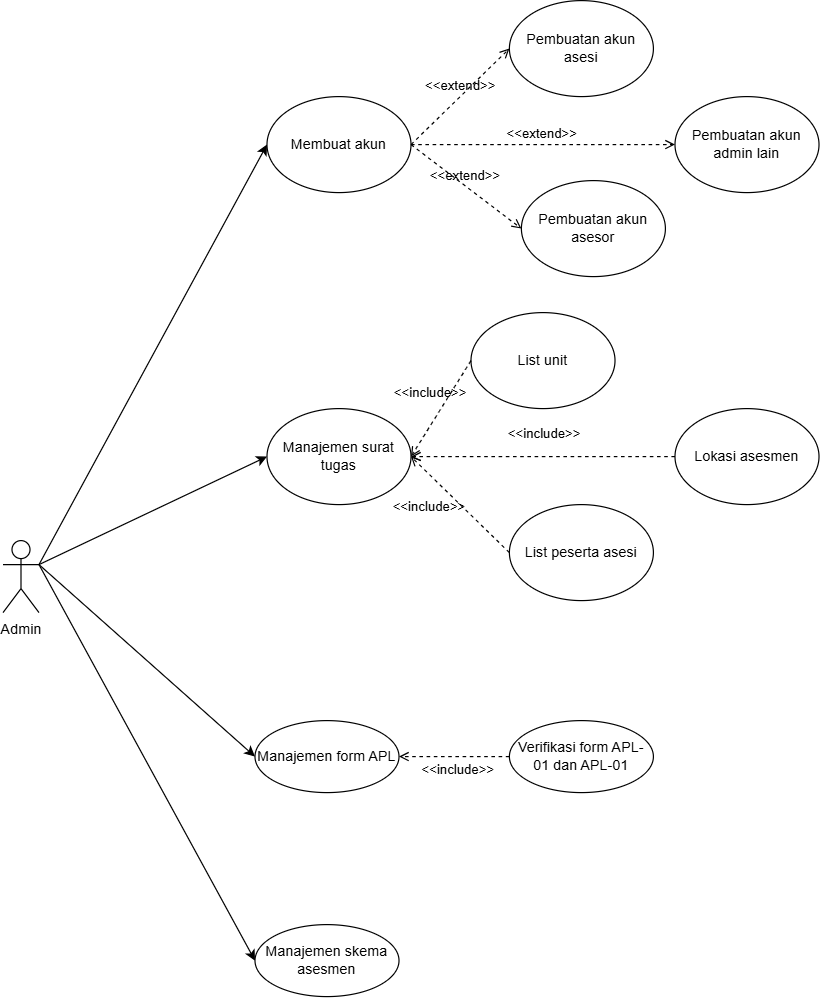 Pembuatan akun
asesi
<<extend>>
Membuat akun
<<extend>>
Pembuatan akun
admin lain
<<extend>>
Pembuatan akun
asesor
List unit
<<include>>
Manajemen surat
tugas
<<include>>
Lokasi asesmen
<<include>>
List peserta asesi
Admin
Manajemen form APL
<<include>>
Verifikasi form APL-
01 dan APL-01
Manajemen skema
asesmen